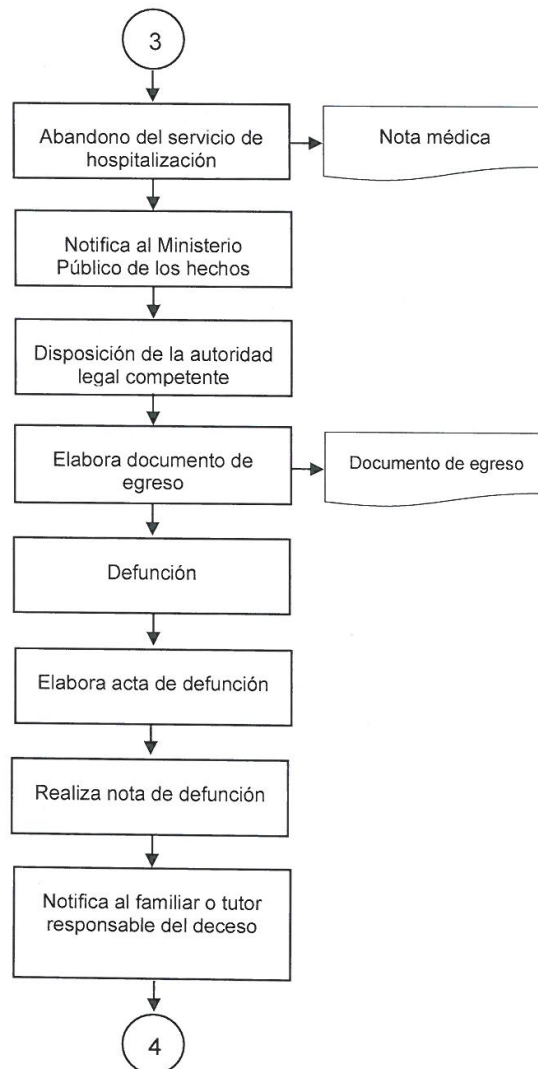 3
Abandono del servicio de
hospitalización
Nota médica
Notifica al Ministerio
Público de los hechos
Disposición de la autoridad
legal competente
Elabora documento de
egreso
Documento de egreso
Defunción
Elabora acta de defunción
Realiza nota de defunción
Notifica al familiar o tutor
responsable del deceso
4